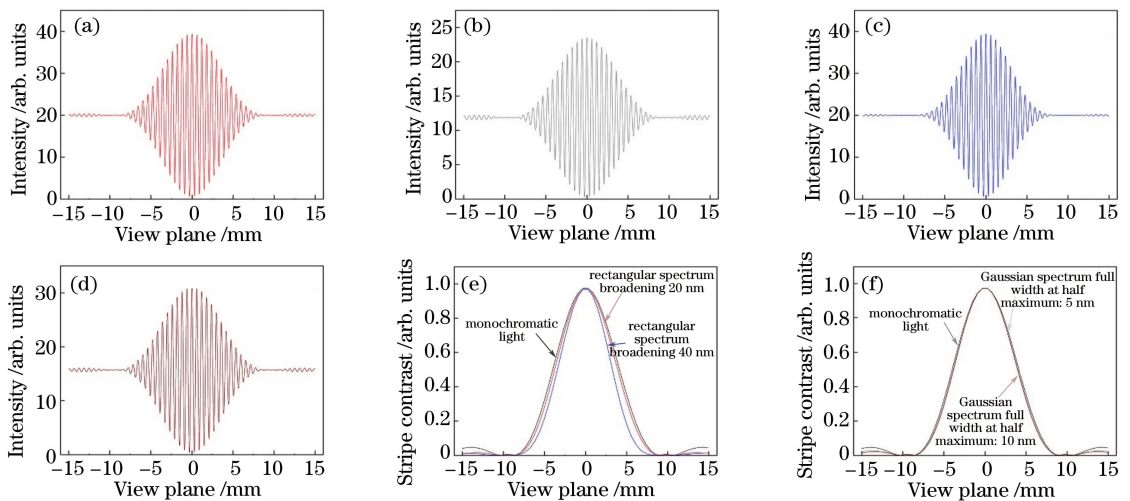 (a)
40
30
20
10
0
Intensity /arb. units
−15 −10 −5 0 5 10 15
View plane /mm
(b)
25
20
15
10
5
0
Intensity /arb. units
−15 −10 −5 0 5 10 15
View plane /mm
(c)
40
30
20
10
0
Intensity /arb. units
−15 −10 −5 0 5 10 15
View plane /mm
(d)
30
20
10
0
Intensity /arb. units
−15 −10 −5 0 5 10 15
View plane /mm
(e)
1.0
0.8
0.6
0.4
0.2
0
Stripe contrast /arb. units
rectangular spectrum
broadening 20 nm
monochromatic
light
rectangular
spectrum
broadening 40 nm
−15 −10 −5 0 5 10 15
View plane /mm
(f)
1.0
0.8
0.6
0.4
0.2
0
Stripe contrast /arb. units
Gaussian spectrum full
width at half
maximum: 5 nm
monochromatic
light
Gaussian
spectrum full
width at half
maximum: 10 nm
−15 −10 −5 0 5 10 15
View plane /mm